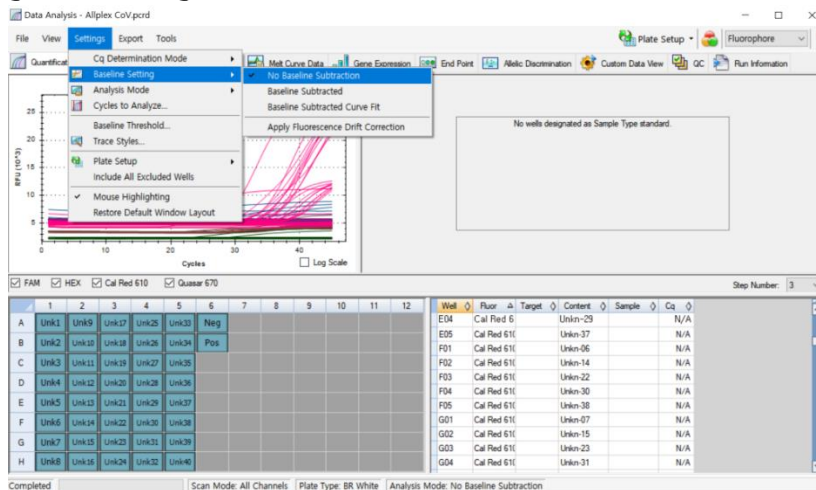 Data Analysis - Allplex CoV.pcrd
File View Settings Export Tools
Plate Setup
Fluorophore
Quantificat
Melt Curve Data
Gene Expression
End Point
Allelic Discrimination
Custom Data View
QC
Run Information
Cq Determination Mode
Baseline Setting
Analysis Mode
Cycles to Analyze...
Baseline Threshold...
Trace Styles...
Plate Setup
Include All Excluded Wells
Mouse Highlighting
Restore Default Window Layout
No Baseline Subtraction
Baseline Subtracted
Baseline Subtracted Curve Fit
Apply Fluorescence Drift Correction
No wells designated as Sample Type standard.
RFU (10^3)
25
20
15
10
5
0 10 20 30 40
Cycles
Log Scale
FAM HEX Cal Red 610 Quasar 670
Step Number: 3
1 2 3 4 5 6 7 8 9 10 11 12
A Unk1 Unk9 Unk17 Unk25 Unk33 Neg
B Unk2 Unk10 Unk18 Unk26 Unk34 Pos
C Unk3 Unk11 Unk19 Unk27 Unk35
D Unk4 Unk12 Unk20 Unk28 Unk36
E Unk5 Unk13 Unk21 Unk29 Unk37
F Unk6 Unk14 Unk22 Unk30 Unk38
G Unk7 Unk15 Unk23 Unk31 Unk39
H Unk8 Unk16 Unk24 Unk32 Unk40
Well Fluor Target Content Sample Cq
E04 Cal Red 6 Unkn-29 N/A
E05 Cal Red 610 Unkn-37 N/A
F01 Cal Red 610 Unkn-06 N/A
F02 Cal Red 610 Unkn-14 N/A
F03 Cal Red 610 Unkn-22 N/A
F04 Cal Red 610 Unkn-30 N/A
F05 Cal Red 610 Unkn-38 N/A
G01 Cal Red 610 Unkn-07 N/A
G02 Cal Red 610 Unkn-15 N/A
G03 Cal Red 610 Unkn-23 N/A
G04 Cal Red 610 Unkn-31 N/A
Completed
Scan Mode: All Channels
Plate Type: BR White
Analysis Mode: No Baseline Subtraction